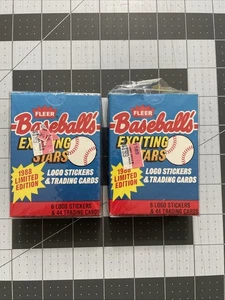 FLEER
Baseball's
EXCITING
STARS
1988
LIMITED
EDITION
LOGO STICKERS
& TRADING CARDS
6 LOGO STICKERS
& 44 TRADING CARDS
FLEER
Baseball's
EXCITING
STARS
LIMITED
EDITION
LOGO STICKERS
& TRADING CARDS
6 LOGO STICKERS
& 44 TRADING CARDS